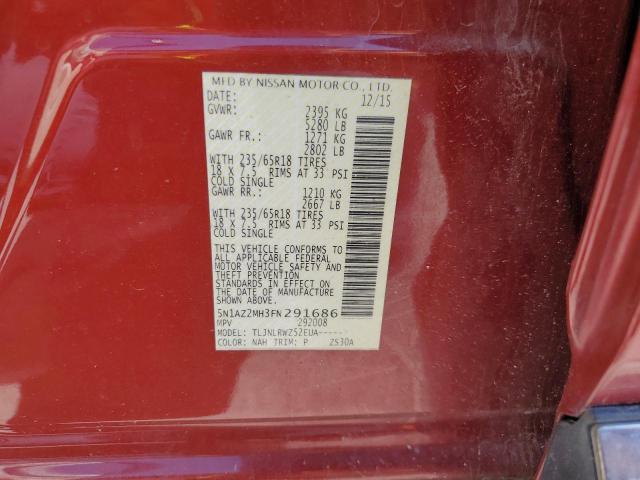 MFD BY NISSAN MOTOR CO., LTD.
DATE: 12/15
GVWR: 2395 KG
5280 LB
GAWR FR.: 1271 KG
2802 LB
WITH 235/65R18 TIRES
18 X 7.5 RIMS AT 33 PSI
COLD SINGLE
GAWR RR.: 1210 KG
2667 LB
WITH 235/65R18 TIRES
18 X 7.5 RIMS AT 33 PSI
COLD SINGLE
THIS VEHICLE CONFORMS TO
ALL APPLICABLE FEDERAL
MOTOR VEHICLE SAFETY AND
THEFT PREVENTION
STANDARDS IN EFFECT ON
THE DATE OF MANUFACTURE
SHOWN ABOVE.
5N1AZ2MH3FN291686
MPV 292008
MODEL: TLJNLRWZ52EUA-----
COLOR: NAH TRIM: P ZS30A